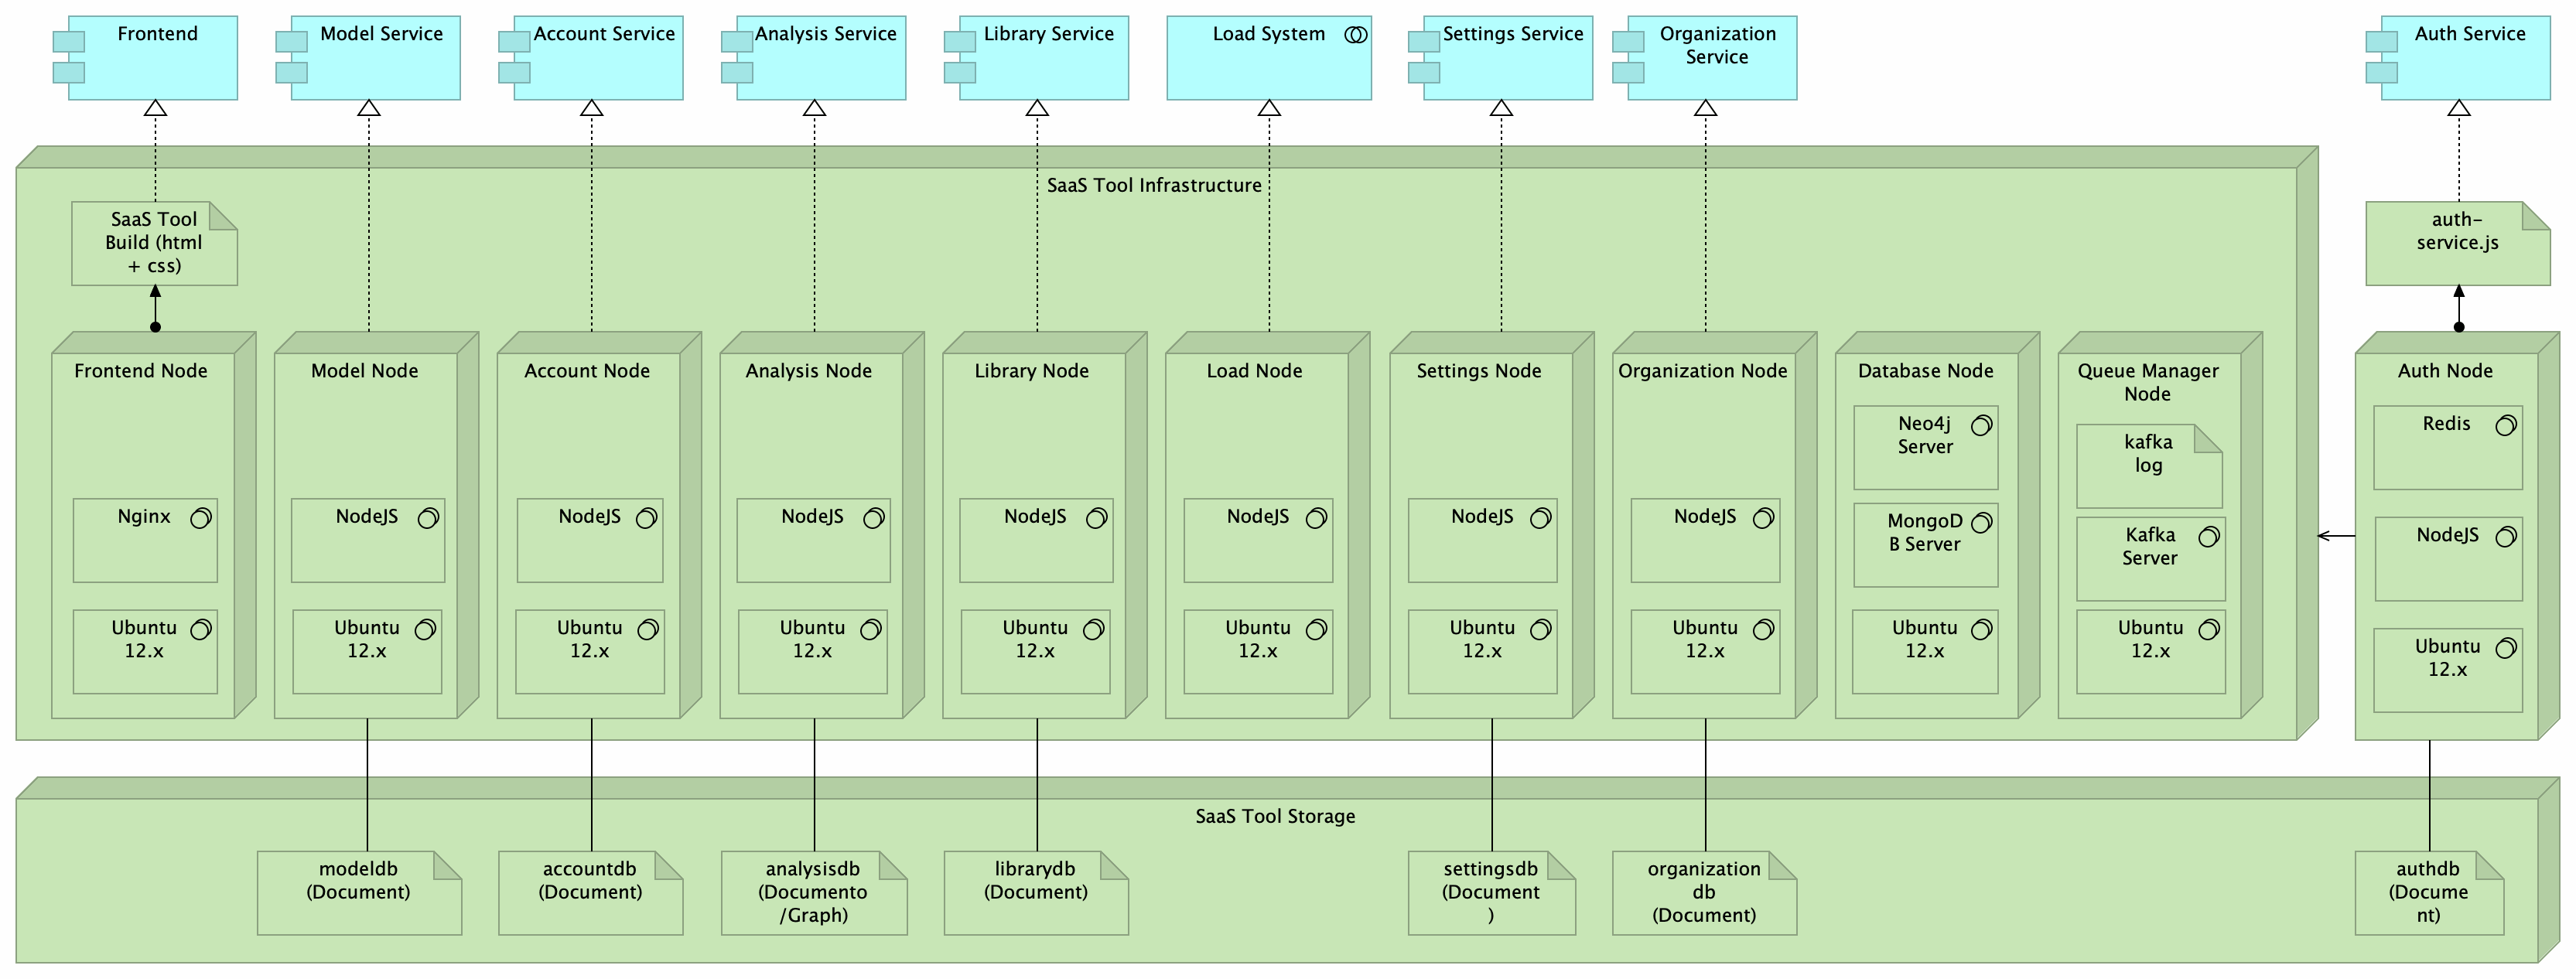 Frontend
Model Service
Account Service
Analysis Service
Library Service
Load System
Settings Service
Organization
Service
Auth Service
SaaS Tool Infrastructure
SaaS Tool
Build (html
+ css)
auth-
service.js
Frontend Node
Model Node
Account Node
Analysis Node
Library Node
Load Node
Settings Node
Organization Node
Database Node
Queue Manager
Node
Auth Node
Neo4j
Server
kafka
log
Redis
Nginx
NodeJS
NodeJS
NodeJS
NodeJS
NodeJS
NodeJS
NodeJS
MongoD
B Server
Kafka
Server
NodeJS
Ubuntu
12.x
Ubuntu
12.x
Ubuntu
12.x
Ubuntu
12.x
Ubuntu
12.x
Ubuntu
12.x
Ubuntu
12.x
Ubuntu
12.x
Ubuntu
12.x
Ubuntu
12.x
Ubuntu
12.x
SaaS Tool Storage
modeldb
(Document)
accountdb
(Document)
analysisdb
(Documento
/Graph)
librarydb
(Document)
settingsdb
(Document
)
organization
db
(Document)
authdb
(Docume
nt)